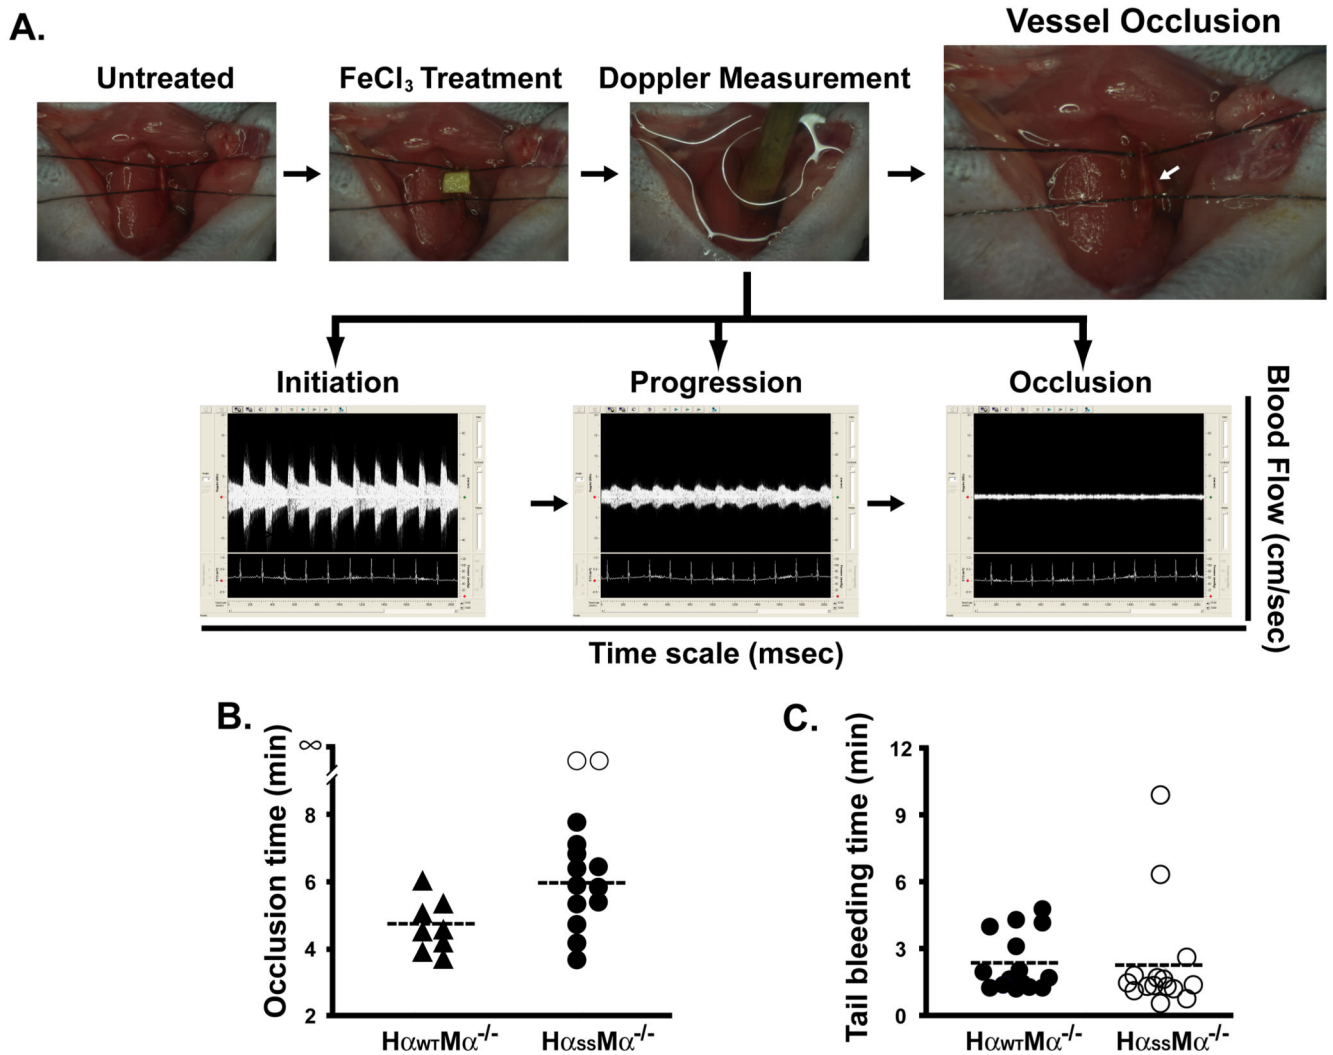 A.
Untreated
FeCl₃ Treatment
Doppler Measurement
Vessel Occlusion
Initiation
Progression
Occlusion
Blood Flow (cm/sec)
Time scale (msec)
B.
Occlusion time (min)
∞
8
6
4
2
HαWTMα⁻/⁻
HαSSMα⁻/⁻
C.
Tail bleeding time (min)
12
9
6
3
0
HαWTMα⁻/⁻
HαSSMα⁻/⁻